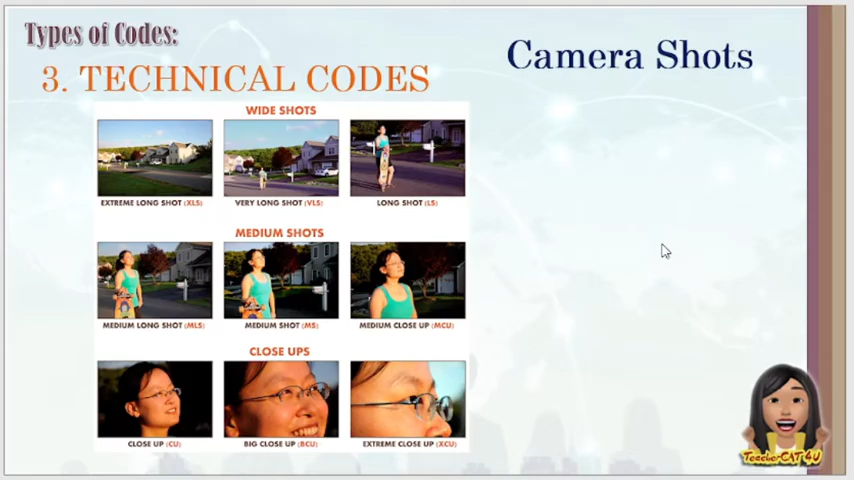 Types of Codes:
3. TECHNICAL CODES
Camera Shots
WIDE SHOTS
EXTREME LONG SHOT (XLS)
VERY LONG SHOT (VLS)
LONG SHOT (LS)
MEDIUM SHOTS
MEDIUM LONG SHOT (MLS)
MEDIUM SHOT (MS)
MEDIUM CLOSE UP (MCU)
CLOSE UPS
CLOSE UP (CU)
BIG CLOSE UP (BCU)
EXTREME CLOSE UP (XCU)
TeacherCAT4U